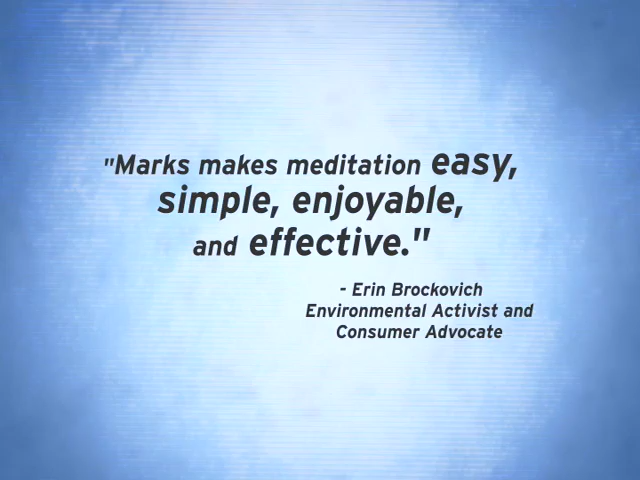 "Marks makes meditation easy,
simple, enjoyable,
and effective."
- Erin Brockovich
Environmental Activist and
Consumer Advocate